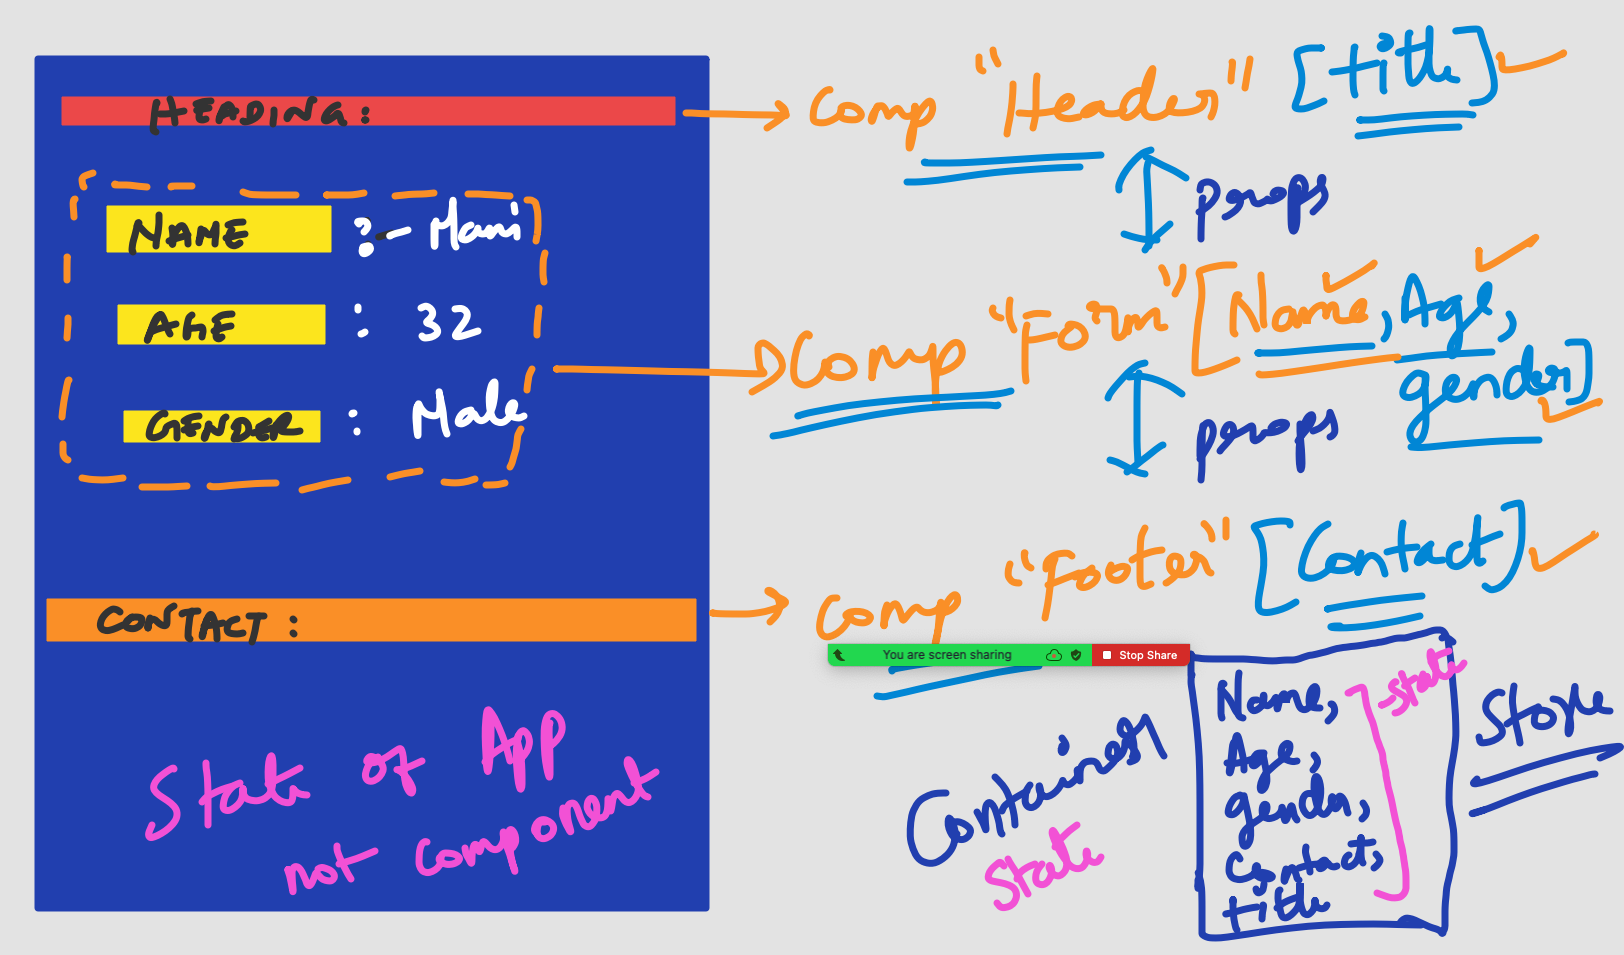 HEADING:
Comp "Header" [title]
props
NAME :- Mani
AGE : 32
GENDER : Male
Comp "Form" [Name, Age,
gender]
props
CONTACT :
Comp "Footer" [Contact]
You are screen sharing
Stop Share
State of App
not component
Container
State
Name,
Age,
gender,
Contact,
title
State
Store